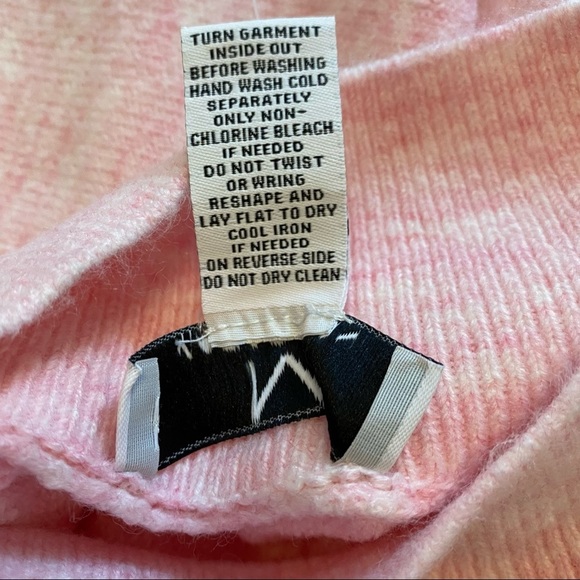 TURN GARMENT
INSIDE OUT
BEFORE WASHING
HAND WASH COLD
SEPARATELY
ONLY NON-
CHLORINE BLEACH
IF NEEDED
DO NOT TWIST
OR WRING
RESHAPE AND
LAY FLAT TO DRY
COOL IRON
IF NEEDED
ON REVERSE SIDE
DO NOT DRY CLEAN